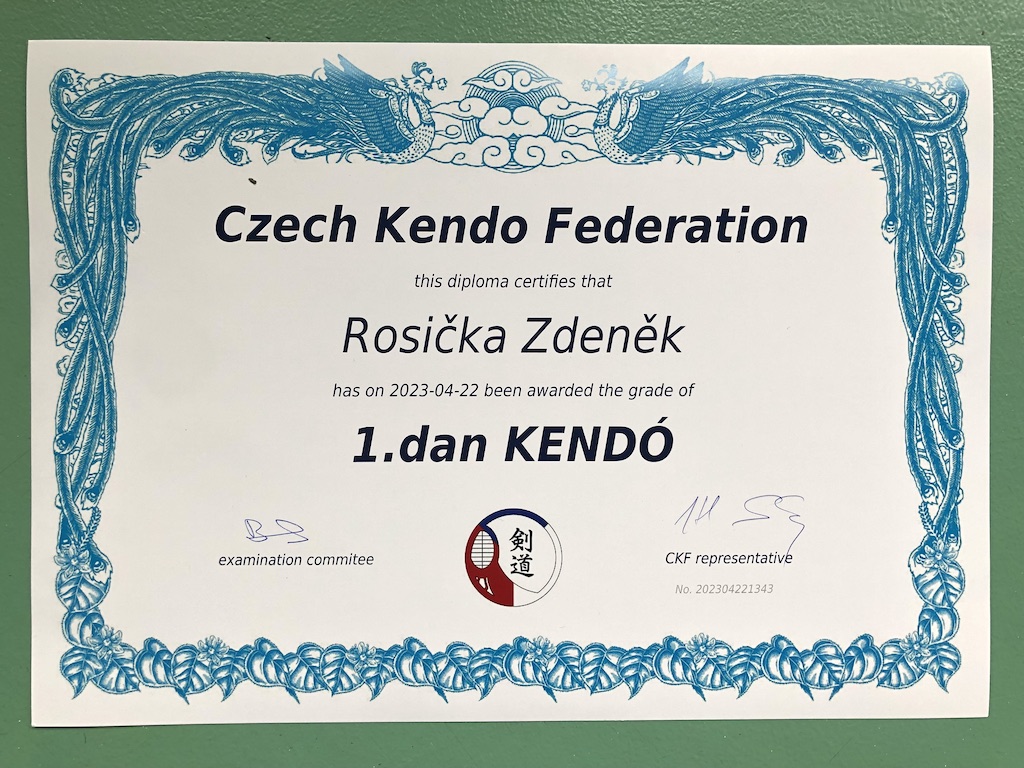 Czech Kendo Federation
this diploma certifies that
Rosička Zdeněk
has on 2023-04-22 been awarded the grade of
1.dan KENDÓ
剣道
examination commitee
CKF representative
No. 202304221343